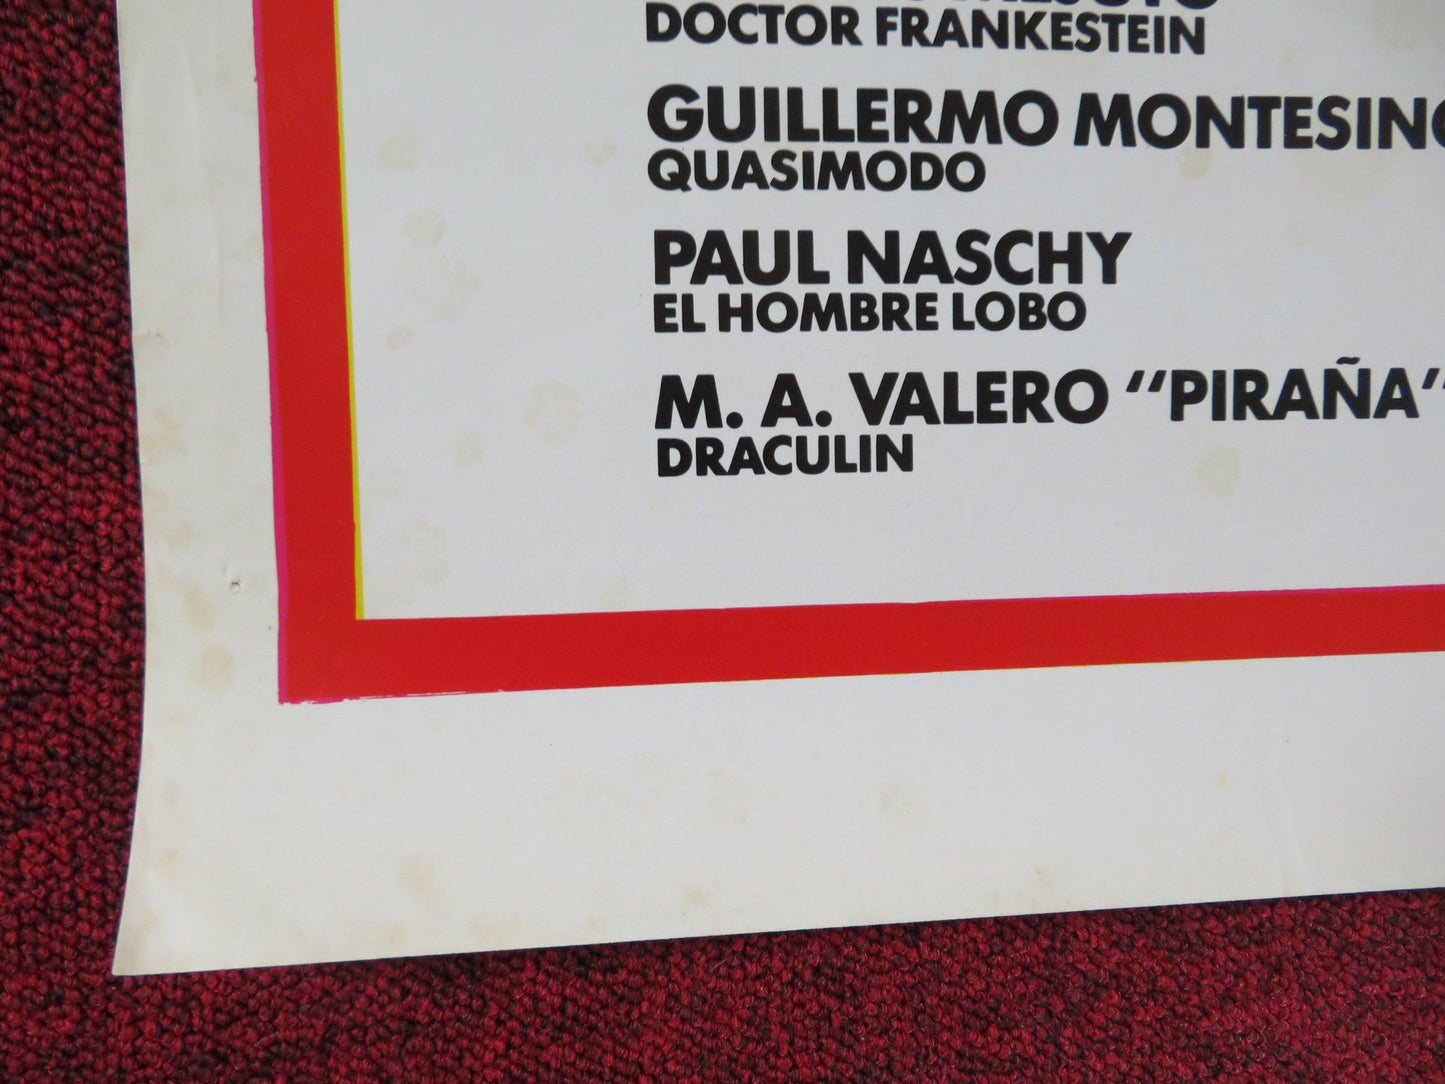 DOCTOR FRANKESTEIN
GUILLERMO MONTESINO
QUASIMODO
PAUL NASCHY
EL HOMBRE LOBO
M. A. VALERO "PIRAÑA"
DRACULIN